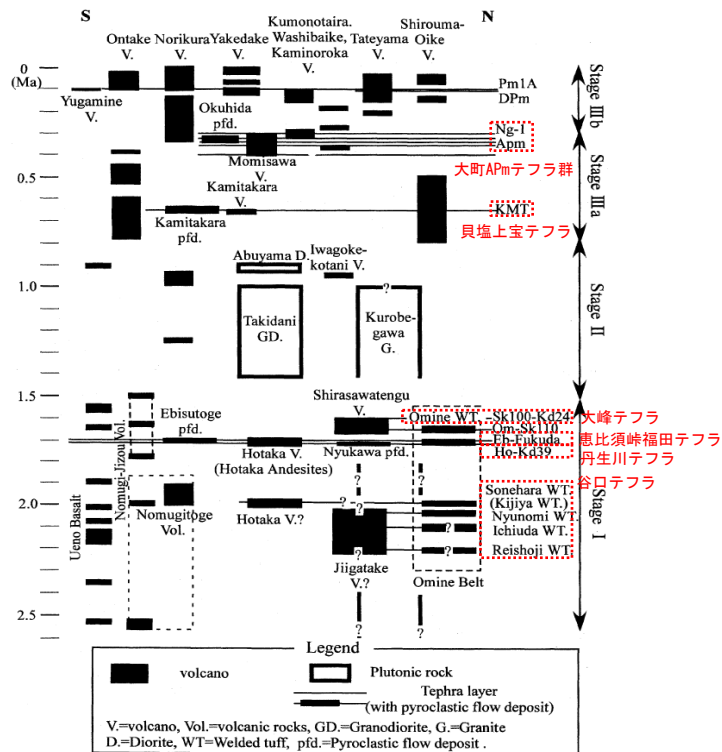 S
N
Ontake
V.
Norikura
V.
Yakedake
V.
Kumonotaira.
Washibaike,
Kaminoroka
V.
Tateyama
V.
Shirouma-
Oike
V.
0
(Ma)
Yugamine
V.
Okuhida
pfd.
Momisawa
V.
Pm1A
DPm
Ng-1
Apm
大町APmテフラ群
Stage IIIb
0.5
Kamitakara
V.
Kamitakara
pfd.
KMT.
貝塩上宝テフラ
Stage IIIa
Abuyama D.
Iwagoke-
kotani V.
1.0
Takidani
GD.
?
Kurobe-
gawa
G.
Stage II
1.5
Shirasawatengu
V.
Ebisutoge
pfd.
Omine WT.
-Sk100-Kd24
大峰テフラ
Om-Sk110
Eb-Fukuda
恵比須峠福田テフラ
Ho-Kd39
丹生川テフラ
Hotaka V.
(Hotaka Andesites)
Nyukawa pfd.
Nomugi-Jizou Vol.
Ueno Basalt
? ?
谷口テフラ
2.0
Nomugitoge
Vol.
Hotaka V.?
? ?
Sonehara WT.
(Kijiya WT.)
Nyunomi WT.
Ichiuda WT.
Reishoji WT.
?
?
?
Jiigatake
V.?
Omine Belt
Stage I
2.5
? ?
Legend
volcano
Plutonic rock
Tephra layer
(with pyroclastic flow deposit)
V.=volcano, Vol.=volcanic rocks, GD.=Granodiorite, G.=Granite
D.=Diorite, WT=Welded tuff, pfd.=Pyroclastic flow deposit .